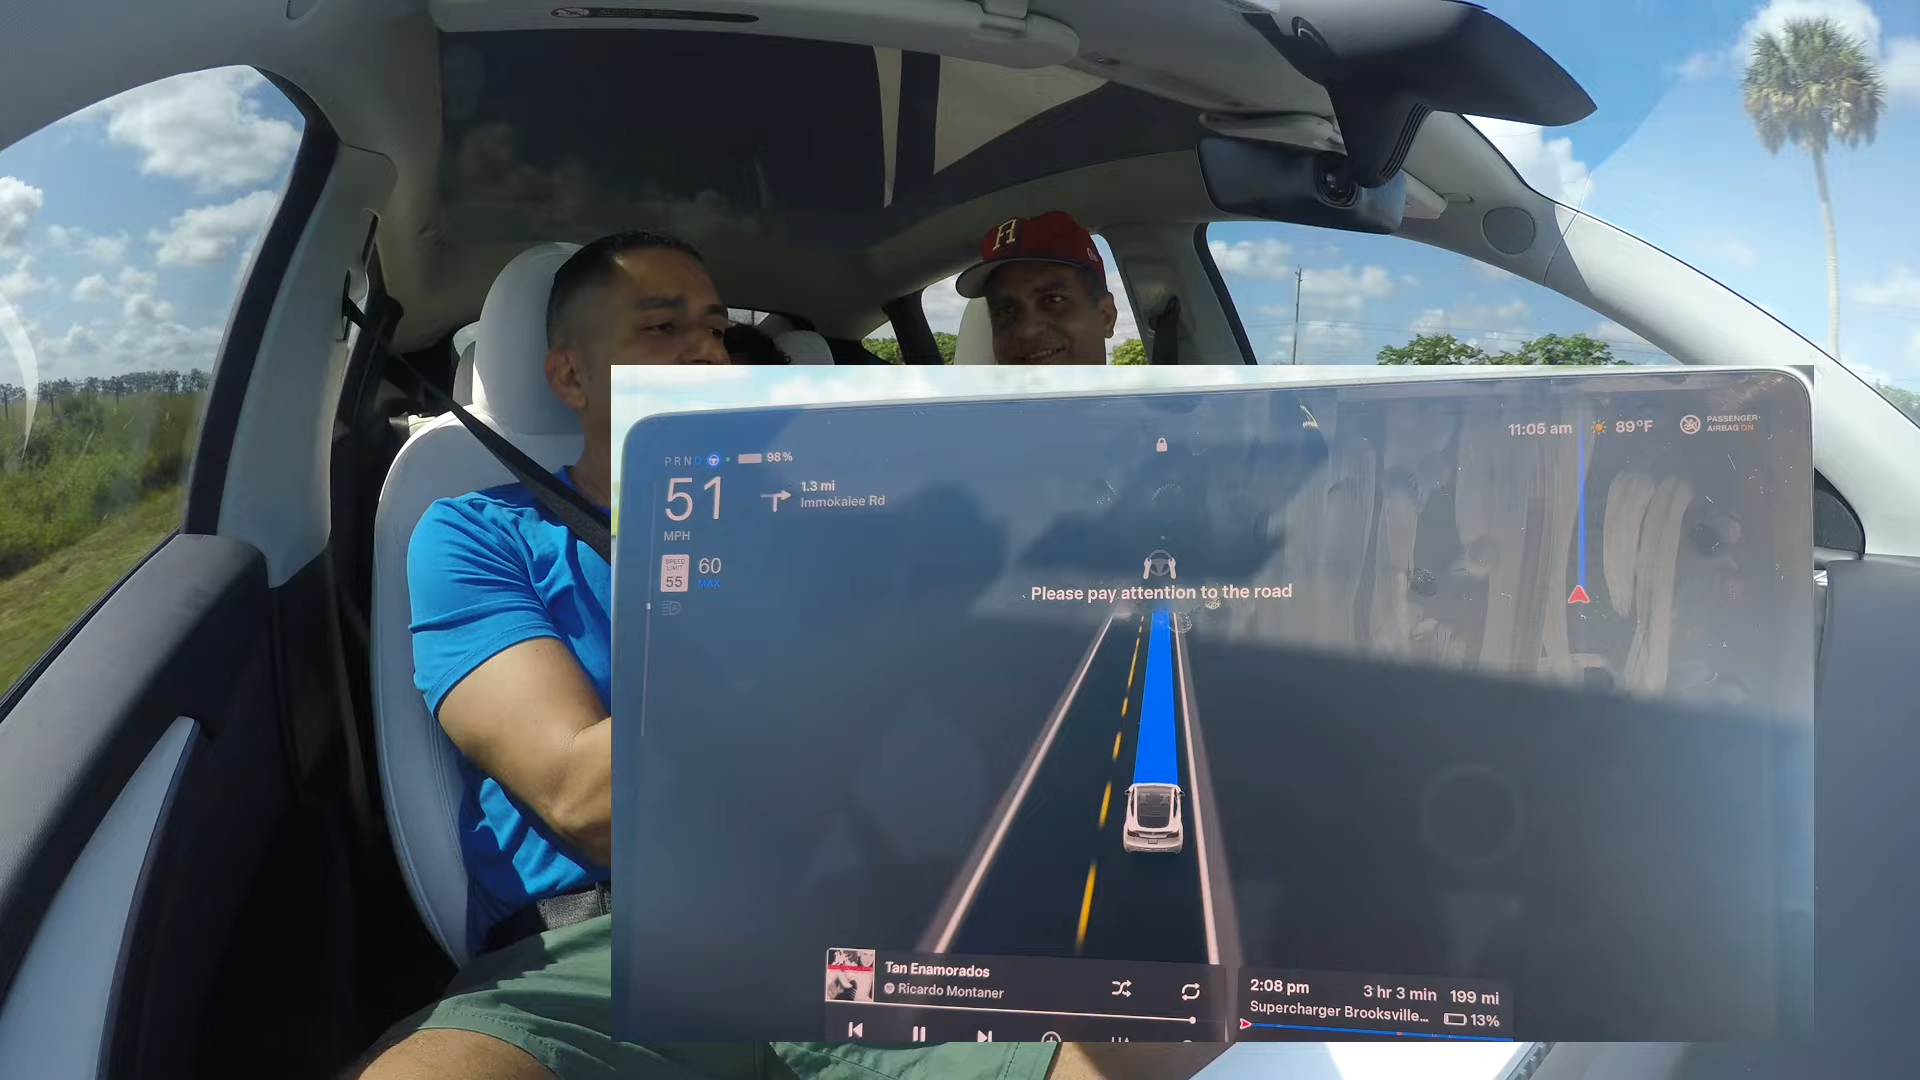 A
PRND 98%
51
MPH
1.3 mi
Immokalee Rd
SPEED
LIMIT
55
60
MAX
11:05 am 89°F
PASSENGER
AIRBAG ON
Please pay attention to the road
Tan Enamorados
Ricardo Montaner
2:08 pm 3 hr 3 min 199 mi
Supercharger Brooksville...
13%